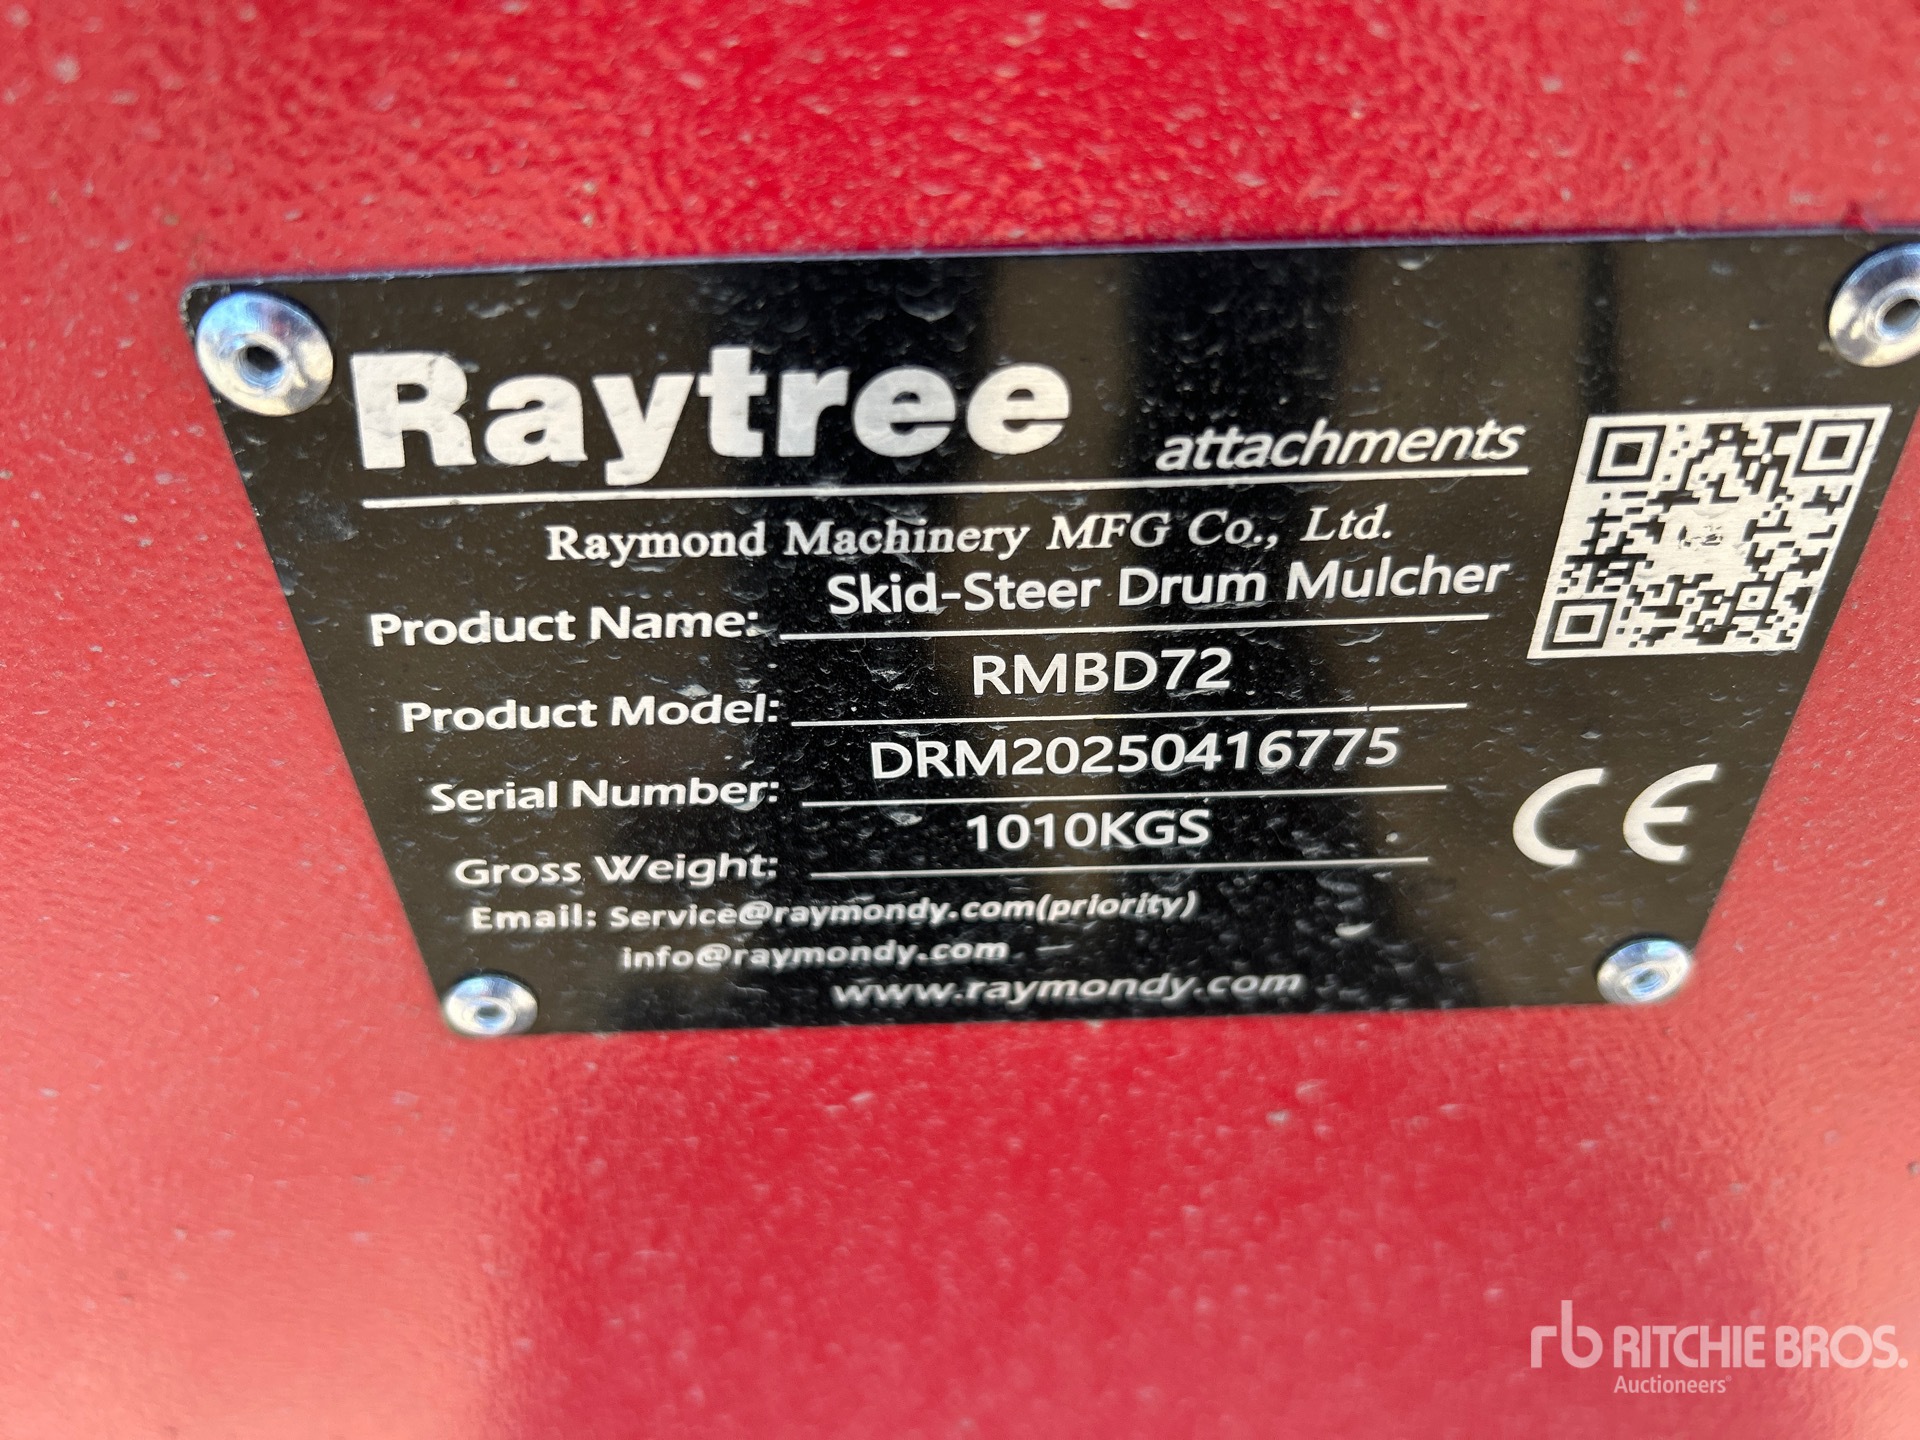 Raytree attachments
Raymond Machinery MFG Co., Ltd.
Product Name: Skid-Steer Drum Mulcher
Product Model: RMBD72
Serial Number: DRM20250416775
Gross Weight: 1010KGS
Email: Service@raymondy.com(priority)
info@raymondy.com
www.raymondy.com
CE
rb RITCHIE BROS.
Auctioneers